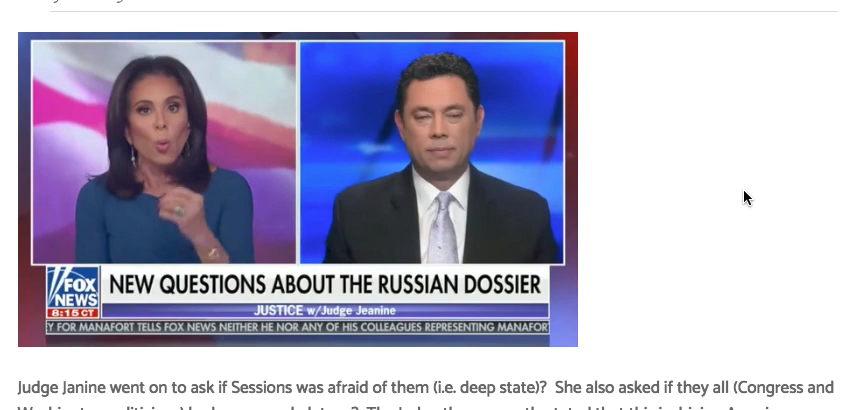 FOX
NEWS
8:15 CT
NEW QUESTIONS ABOUT THE RUSSIAN DOSSIER
JUSTICE w/Judge Jeanine
Y FOR MANAFORT TELLS FOX NEWS NEITHER HE NOR ANY OF HIS COLLEAGUES REPRESENTING MANAFOR
Judge Janine went on to ask if Sessions was afraid of them (i.e. deep state)? She also asked if they all (Congress and